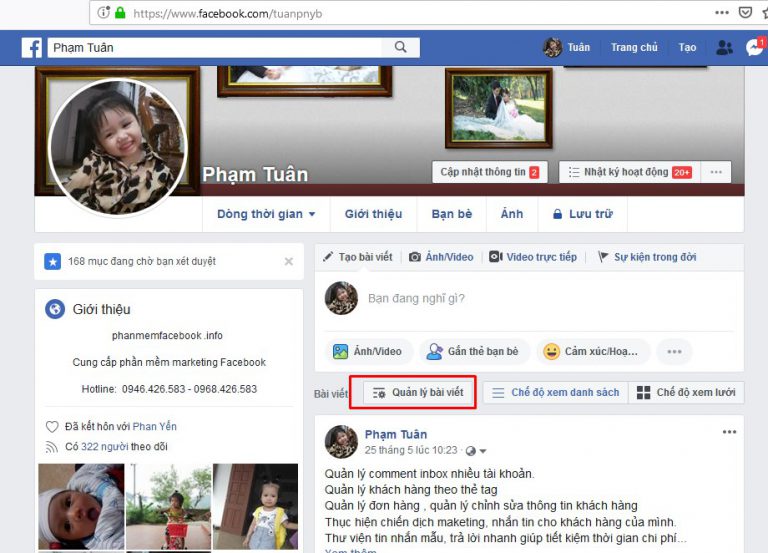 https://www.facebook.com/tuanpnyb
Phạm Tuân
Tuân
Trang chủ
Tạo
1
Phạm Tuân
Cập nhật thông tin 2
Nhật ký hoạt động 20+
Dòng thời gian
Giới thiệu
Bạn bè
Ảnh
Lưu trữ
168 mục đang chờ bạn xét duyệt
Giới thiệu
phanmemfacebook .info
Cung cấp phần mềm marketing Facebook
Hotline: 0946.426.583 - 0968.426.583
Đã kết hôn với Phan Yến
Có 322 người theo dõi
Tạo bài viết
Ảnh/Video
Video trực tiếp
Sự kiện trong đời
Bạn đang nghĩ gì?
Ảnh/Video
Gắn thẻ bạn bè
Cảm xúc/Hoạ...
Bài viết
Quản lý bài viết
Chế độ xem danh sách
Chế độ xem lưới
Phạm Tuân
25 tháng 5 lúc 10:23
Quản lý comment inbox nhiều tài khoản.
Quản lý khách hàng theo thẻ tag
Quản lý đơn hàng , quản lý chỉnh sửa thông tin khách hàng
Thực hiện chiến dịch maketing, nhắn tin cho khách hàng của mình.
Thư viện tin nhắn mẫu, trả lời nhanh giúp tiết kiệm thời gian chi phí...
Xem thêm